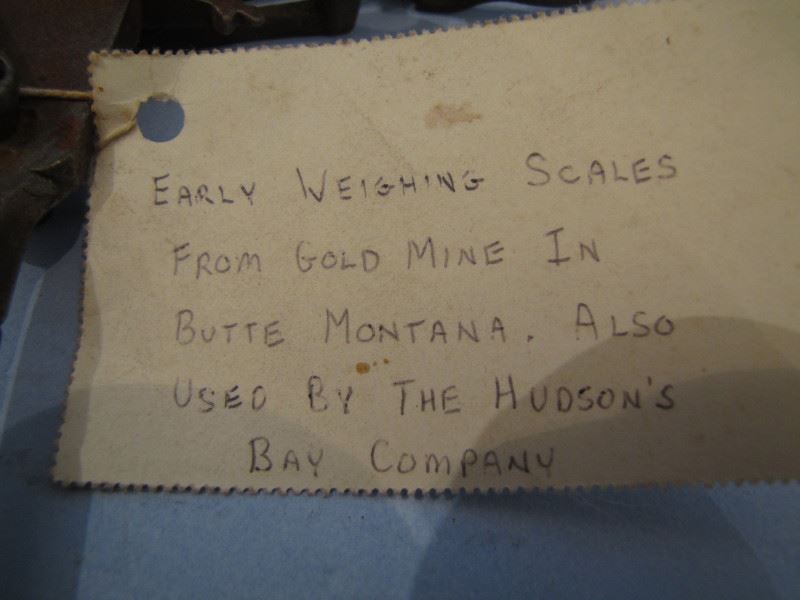 EARLY WEIGHING SCALES
FROM GOLD MINE IN
BUTTE MONTANA. ALSO
USED BY THE HUDSON'S
BAY COMPANY